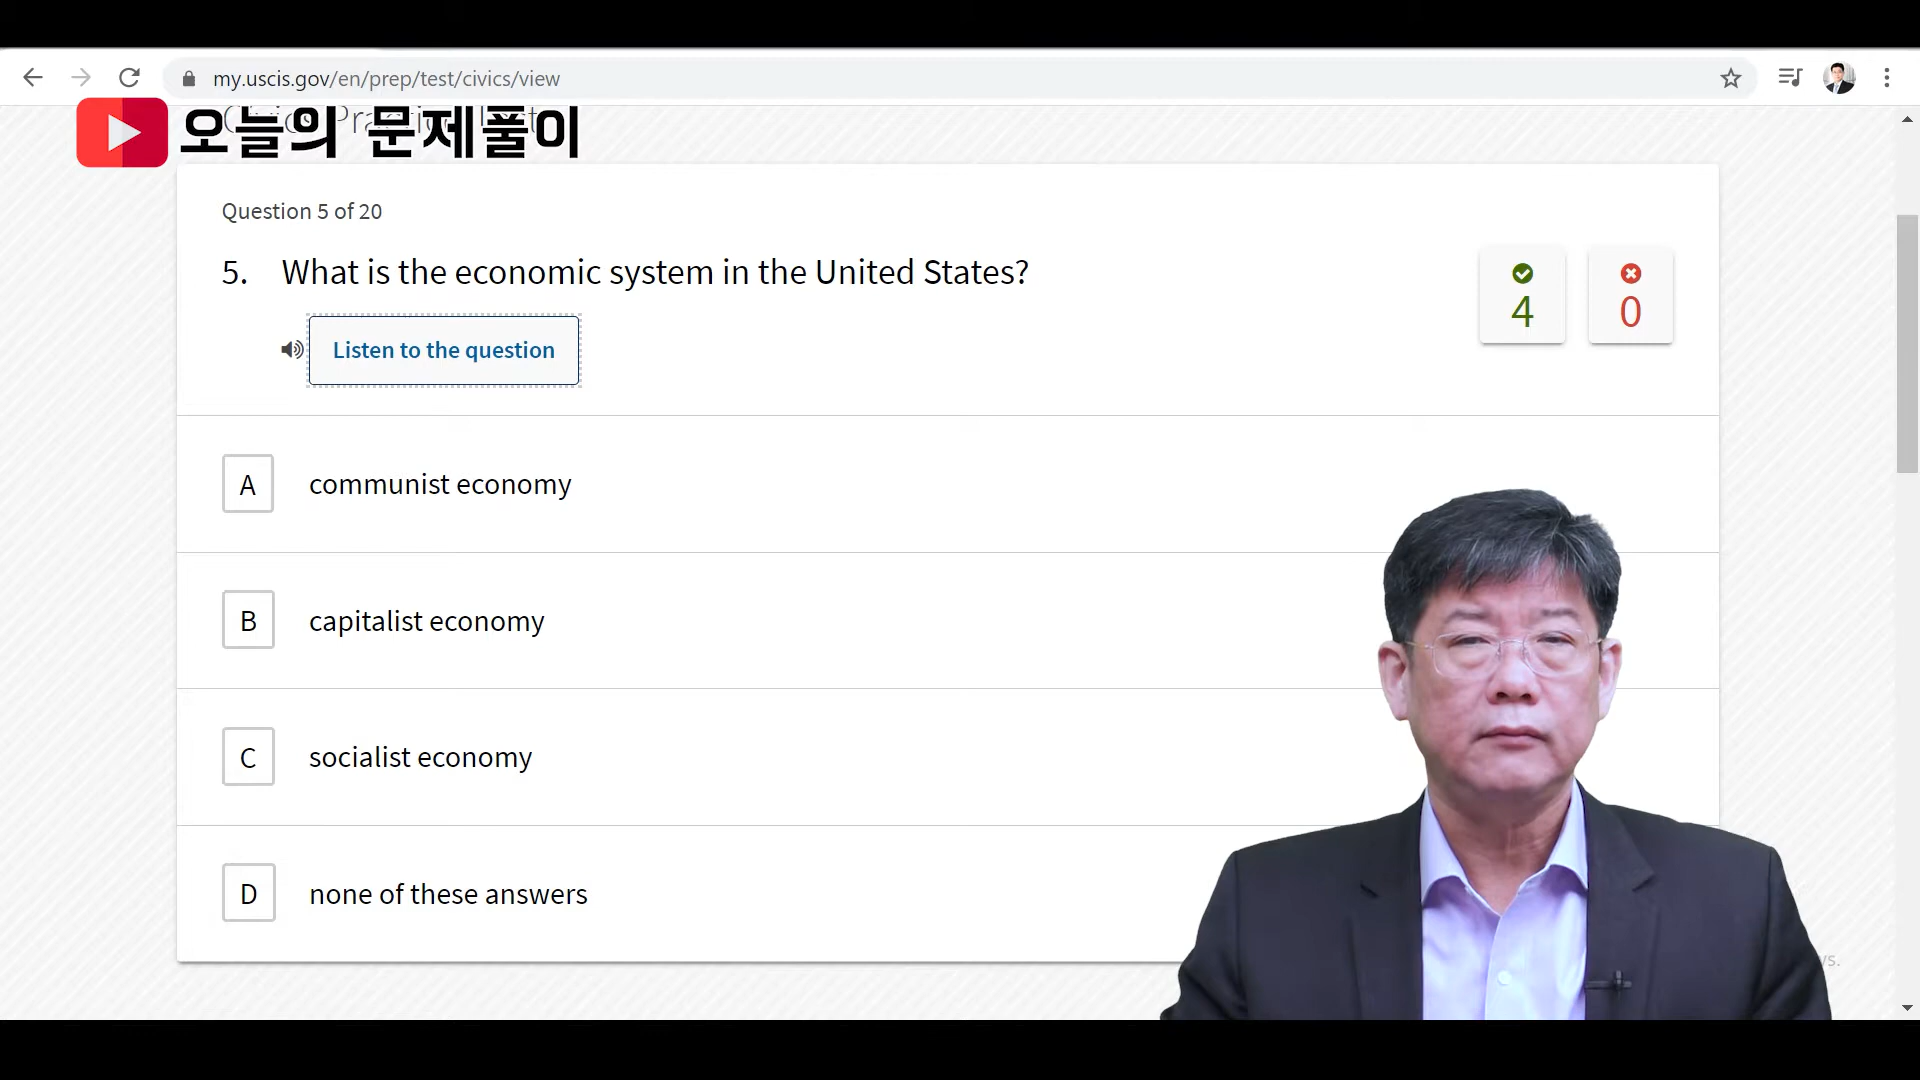 my.uscis.gov/en/prep/test/civics/view
오늘의 문제풀이
Question 5 of 20
5. What is the economic system in the United States?
4
0
Listen to the question
A communist economy
B capitalist economy
C socialist economy
D none of these answers